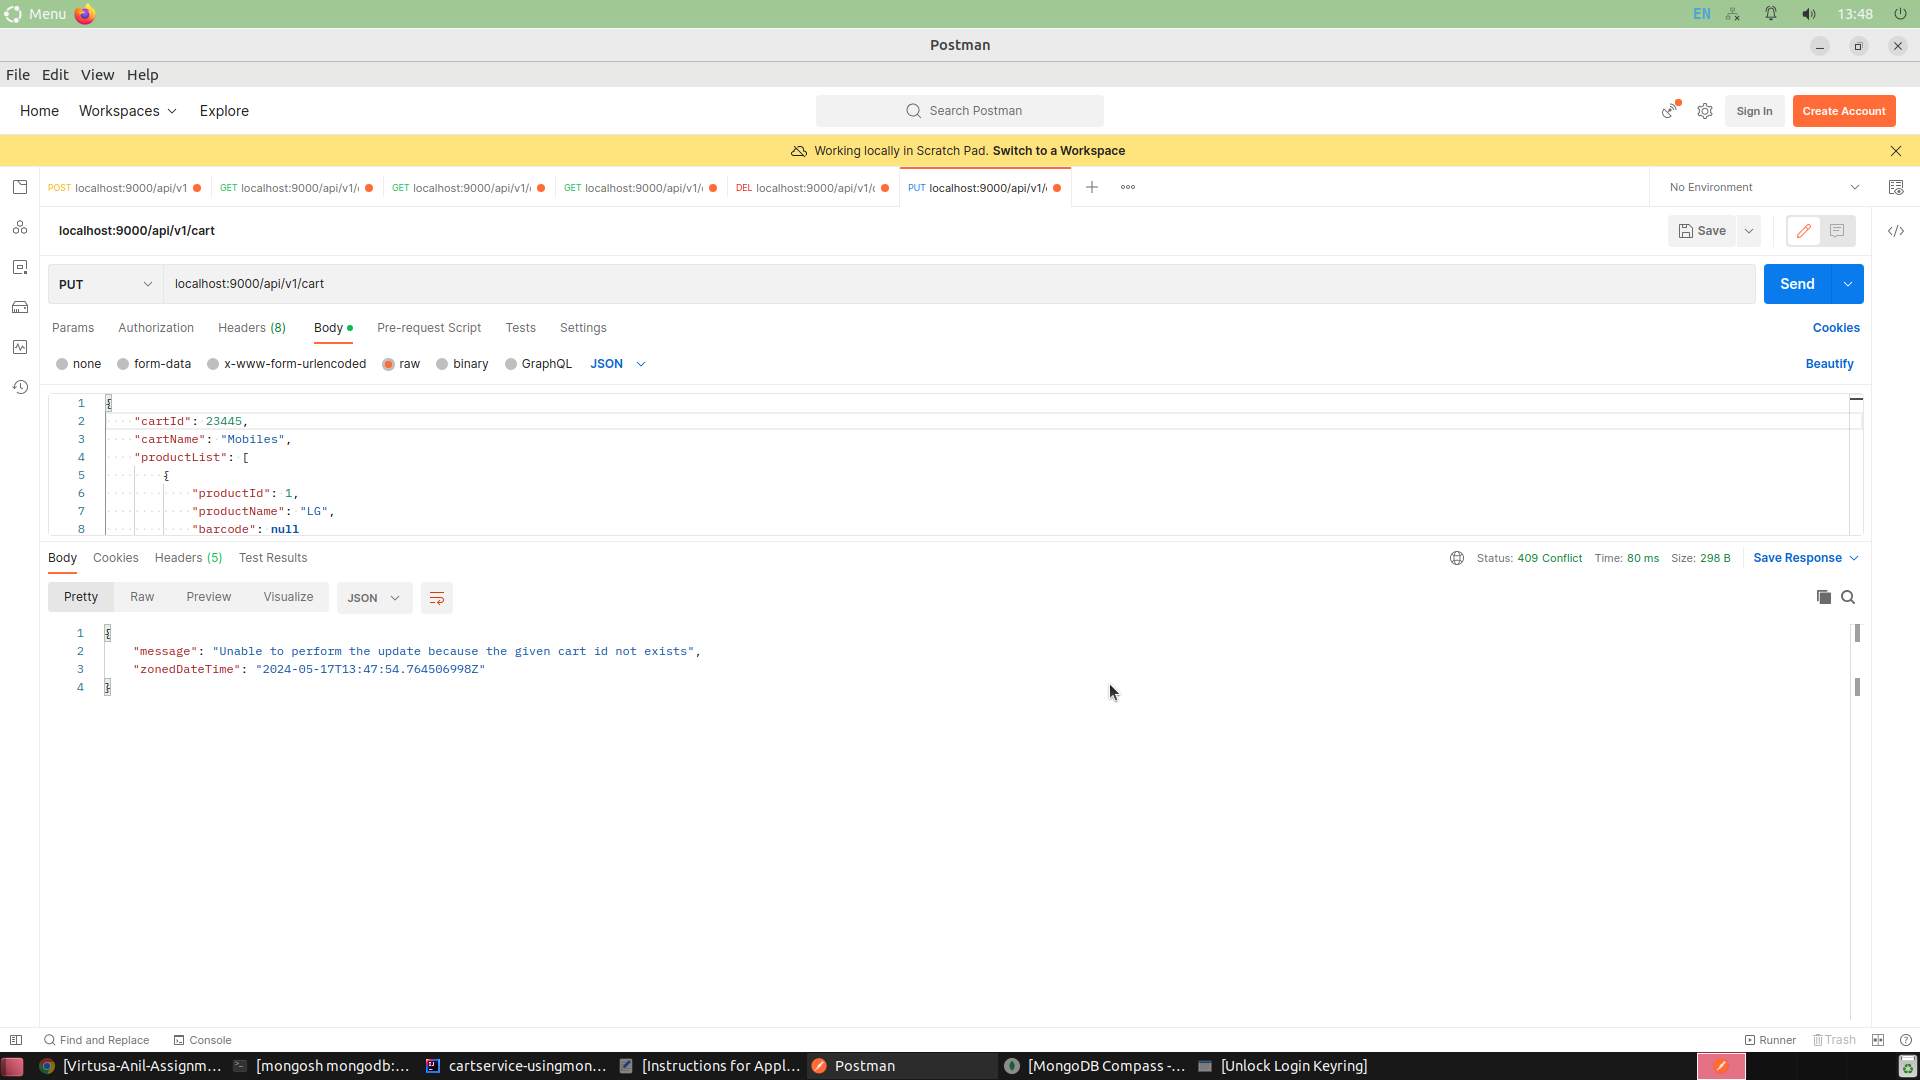 Menu EN 13:48
Postman
File Edit View Help
Home Workspaces Explore Search Postman Sign In Create Account
Working locally in Scratch Pad. Switch to a Workspace
POST localhost:9000/api/v1 GET localhost:9000/api/v1/ GET localhost:9000/api/v1/ GET localhost:9000/api/v1/ DEL localhost:9000/api/v1/ PUT localhost:9000/api/v1/ No Environment
localhost:9000/api/v1/cart Save
PUT localhost:9000/api/v1/cart Send
Params Authorization Headers (8) Body Pre-request Script Tests Settings Cookies
none form-data x-www-form-urlencoded raw binary GraphQL JSON Beautify
1 {
2 "cartId": 23445,
3 "cartName": "Mobiles",
4 "productList": [
5 {
6 "productId": 1,
7 "productName": "LG",
8 "barcode": null
Body Cookies Headers (5) Test Results Status: 409 Conflict Time: 80 ms Size: 298 B Save Response
Pretty Raw Preview Visualize JSON
1 {
2 "message": "Unable to perform the update because the given cart id not exists",
3 "zonedDateTime": "2024-05-17T13:47:54.764506998Z"
4 }
Find and Replace Console Runner Trash
[Virtusa-Anil-Assignm... [mongosh mongodb:... cartservice-usingmon... [Instructions for Appl... Postman [MongoDB Compass -... [Unlock Login Keyring]